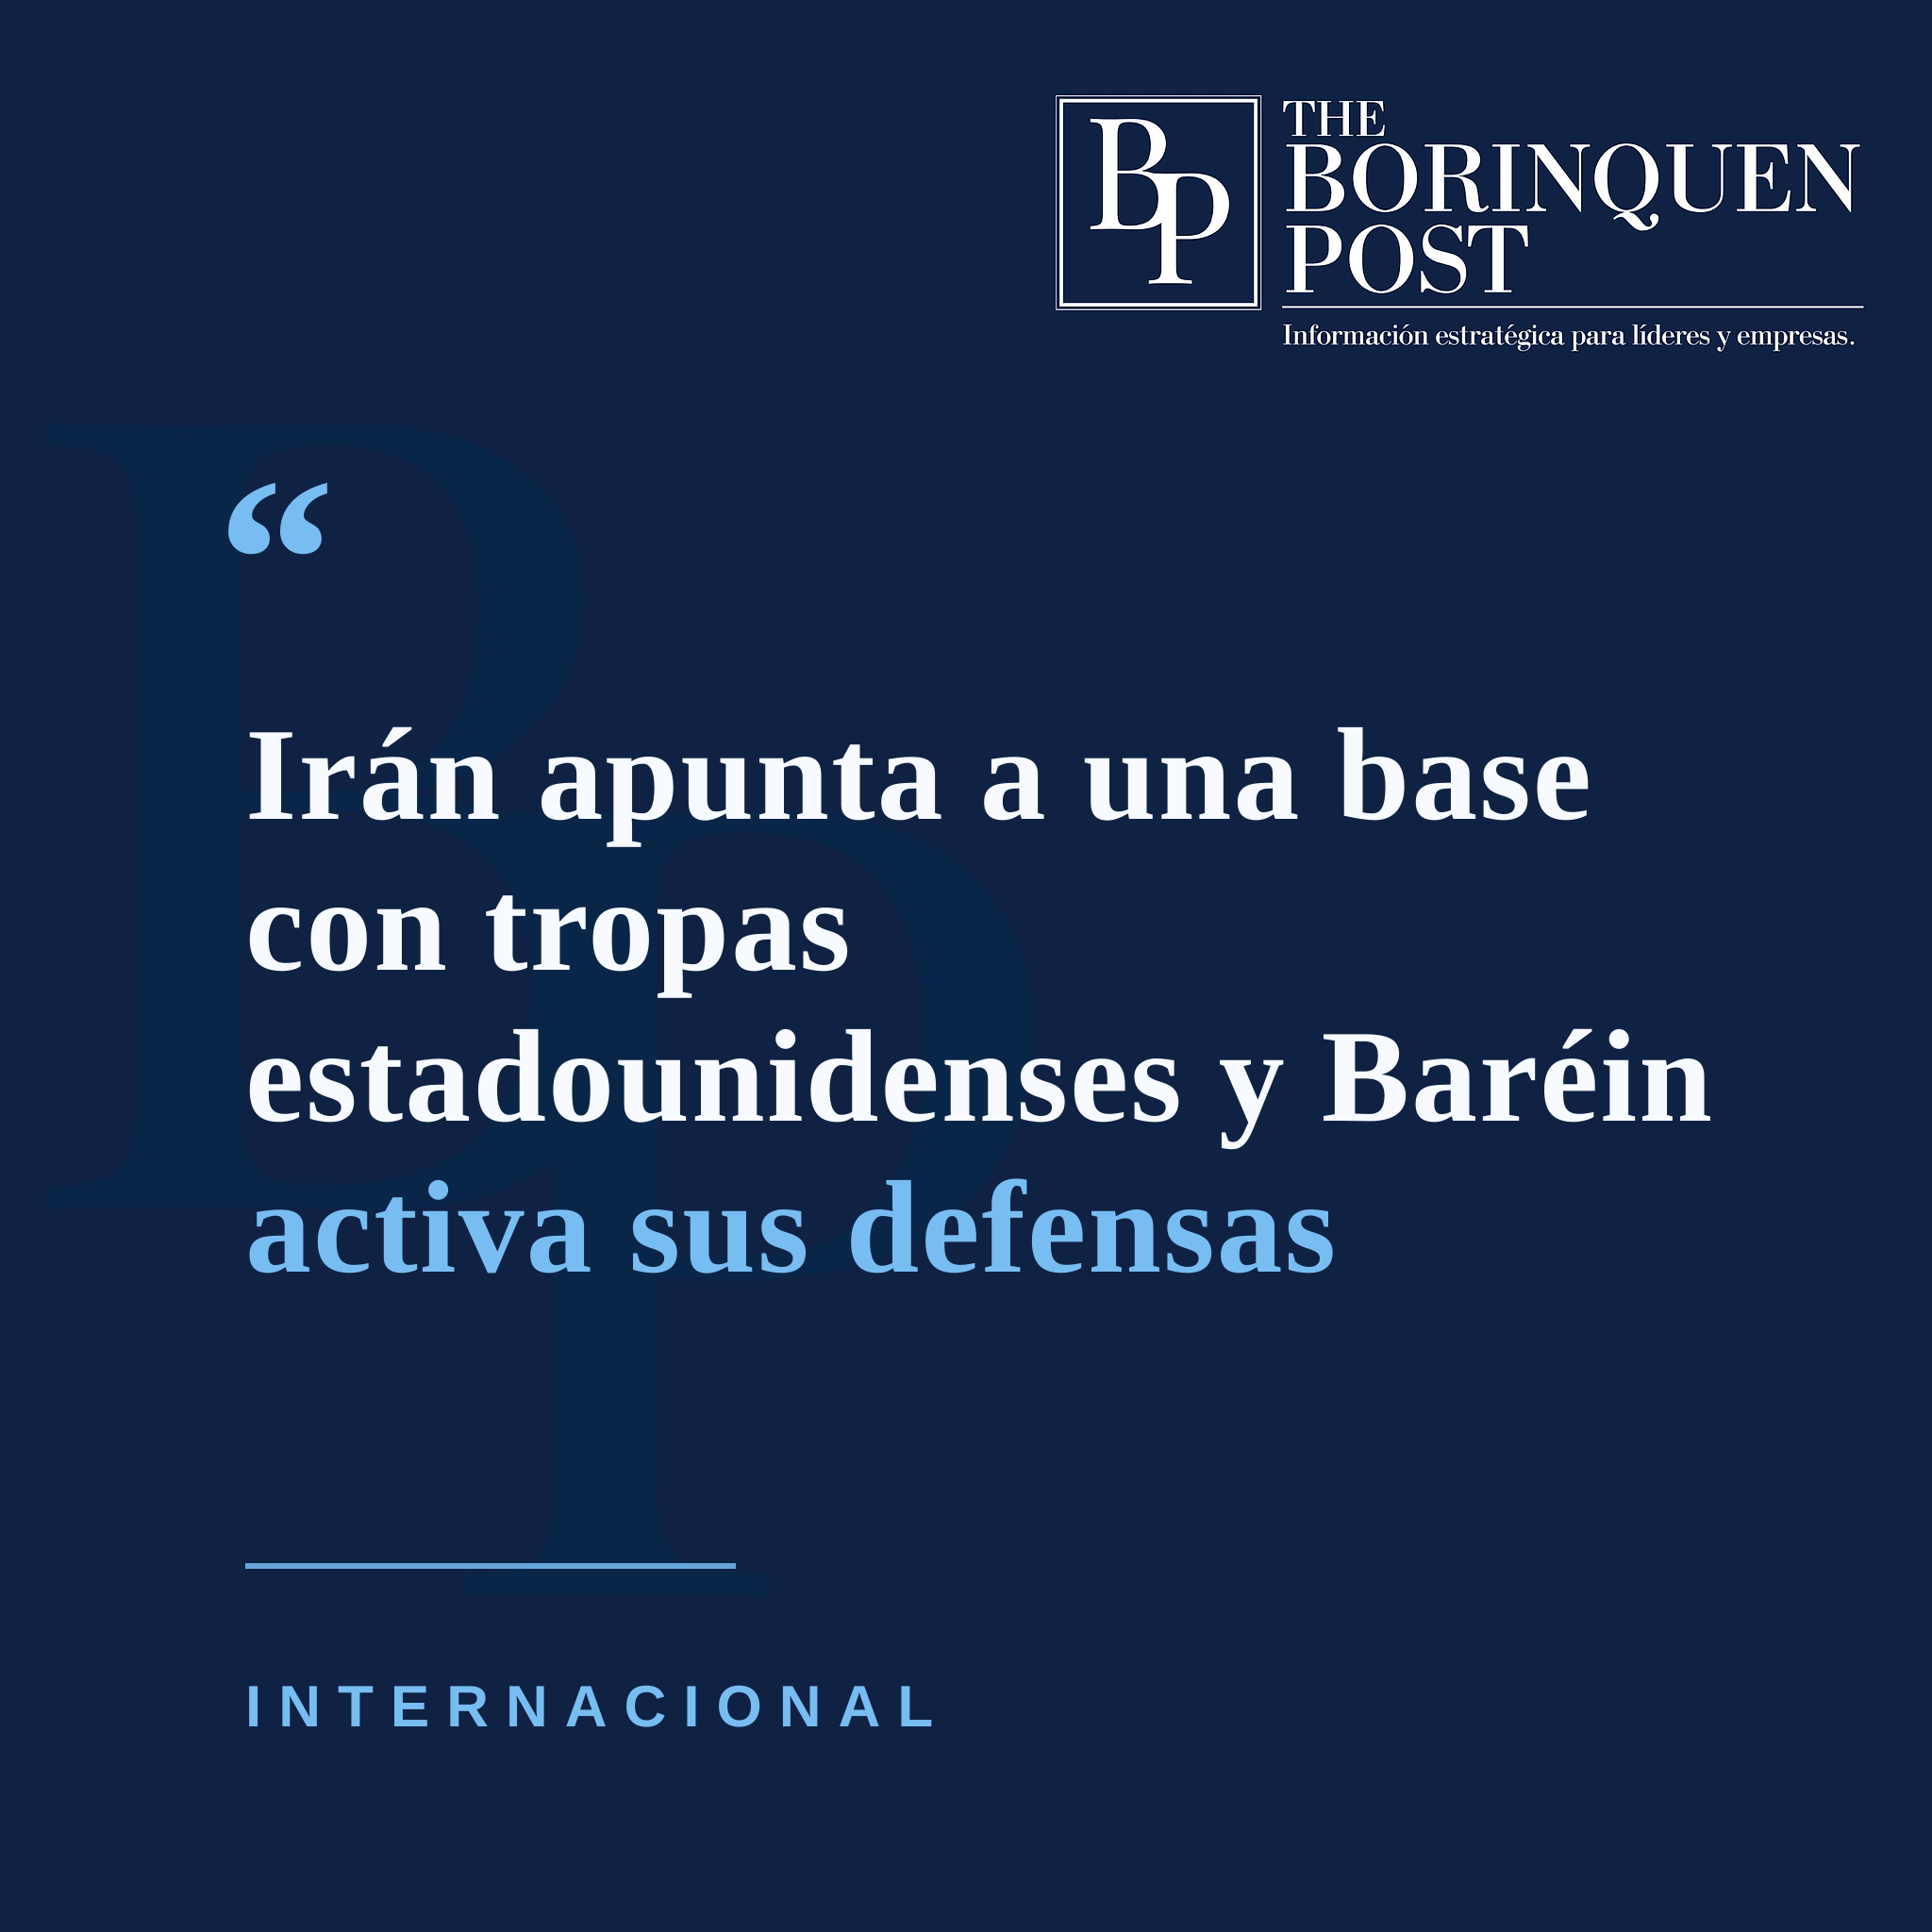 BP
THE
BORINQUEN
POST
Información estratégica para líderes y empresas.
“
Irán apunta a una base
con tropas
estadounidenses y Baréin
activa sus defensas
INTERNACIONAL